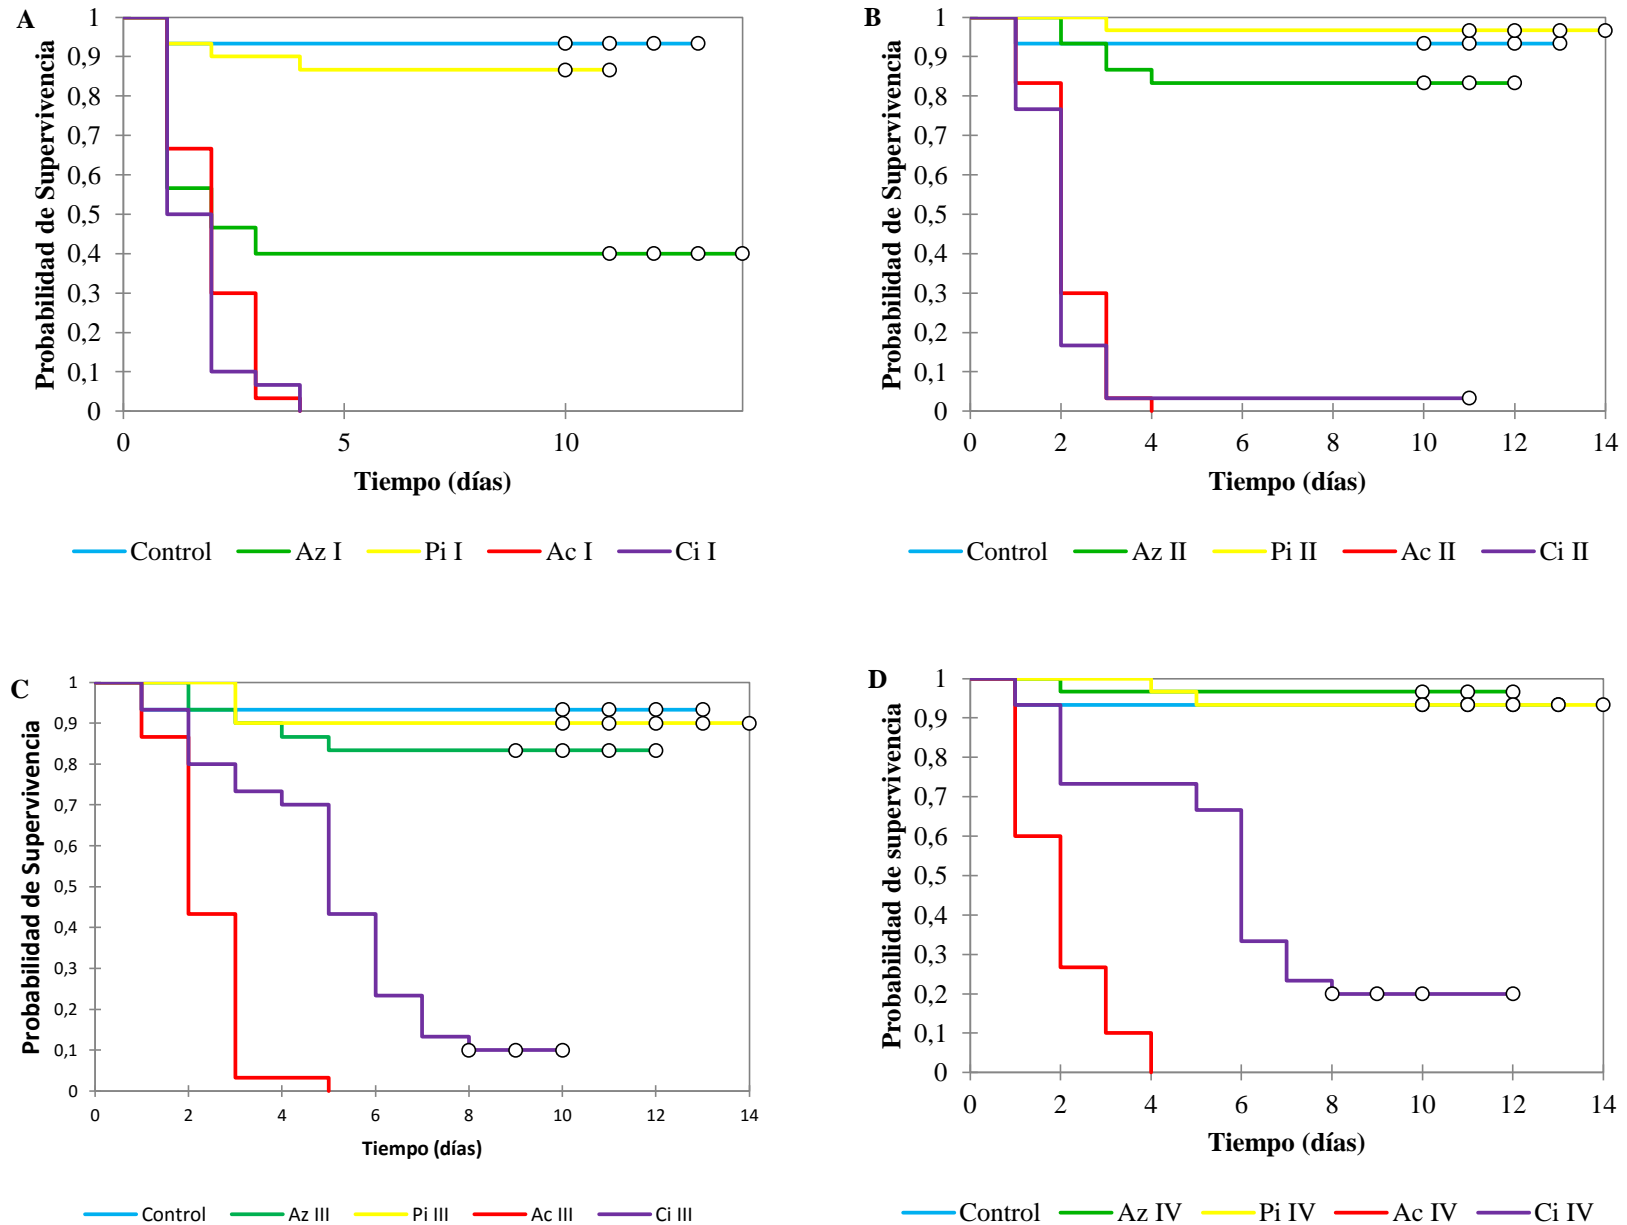 A
Probabilidad de Supervivencia
1
0,9
0,8
0,7
0,6
0,5
0,4
0,3
0,2
0,1
0
0 5 10
Tiempo (días)
Control Az I Pi I Ac I Ci I
B
Probabilidad de Supervivencia
1
0,9
0,8
0,7
0,6
0,5
0,4
0,3
0,2
0,1
0
0 2 4 6 8 10 12 14
Tiempo (días)
Control Az II Pi II Ac II Ci II
C
Probabilidad de Supervivencia
1
0,9
0,8
0,7
0,6
0,5
0,4
0,3
0,2
0,1
0
0 2 4 6 8 10 12 14
Tiempo (días)
Control Az III Pi III Ac III Ci III
D
Probabilidad de supervivencia
1
0,9
0,8
0,7
0,6
0,5
0,4
0,3
0,2
0,1
0
0 2 4 6 8 10 12 14
Tiempo (días)
Control Az IV Pi IV Ac IV Ci IV